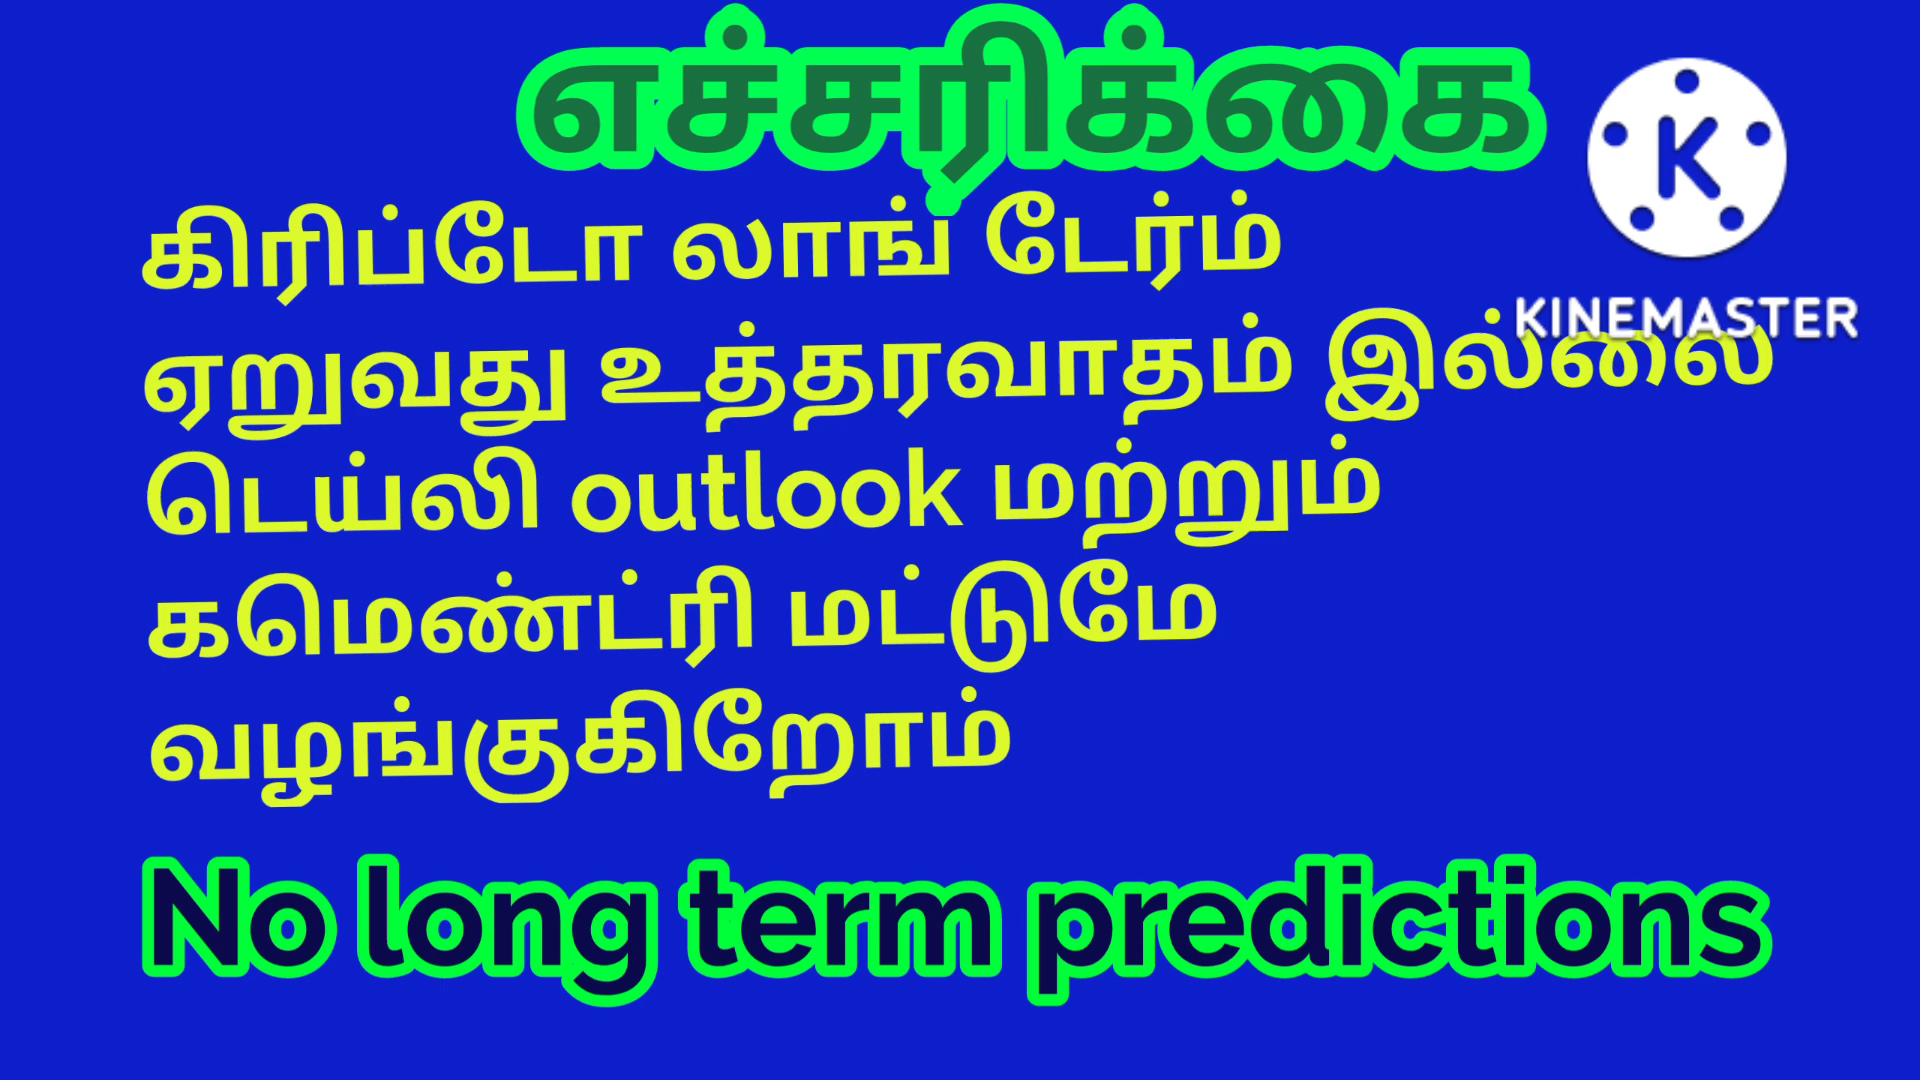 எச்சரிக்கை
கிரிப்டோ லாங் டேர்ம்
ஏறுவது உத்தரவாதம் இல்லை
டெய்லி outlook மற்றும்
கமெண்ட்ரி மட்டுமே
வழங்குகிறோம்
No long term predictions
K
KINEMASTER